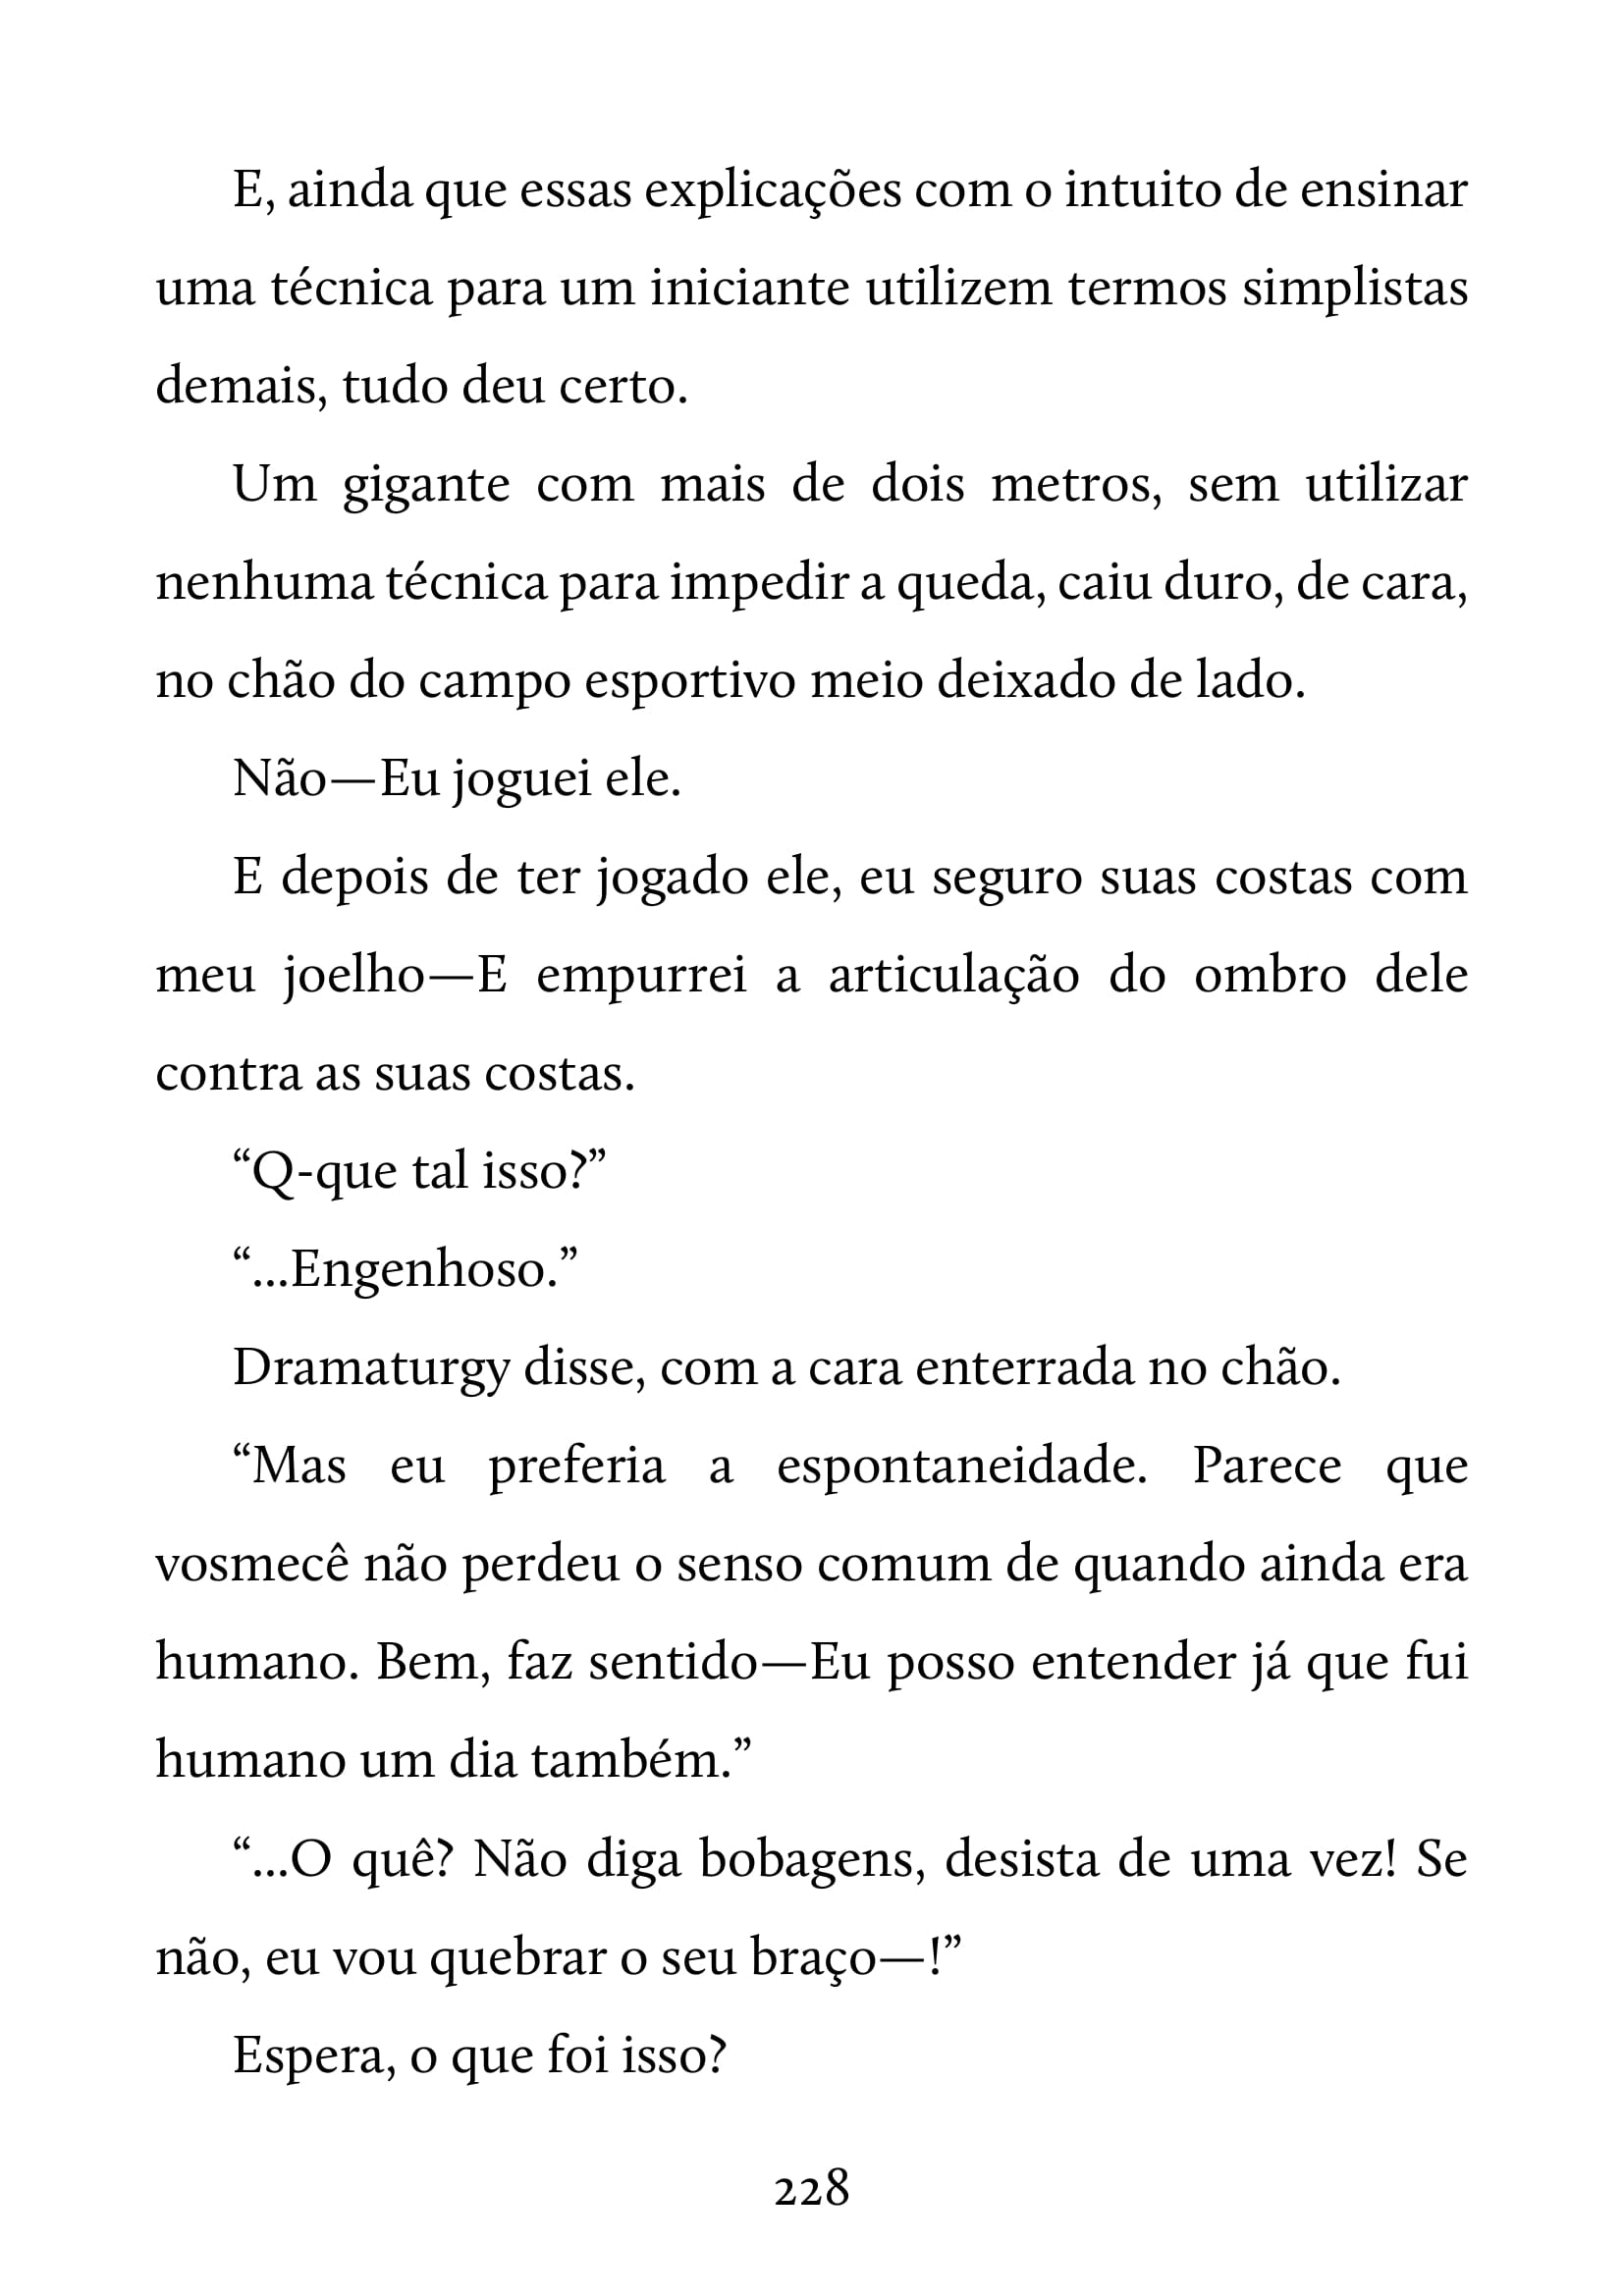 E, ainda que essas explicações com o intuito de ensinar
uma técnica para um iniciante utilizem termos simplistas
demais, tudo deu certo.
Um gigante com mais de dois metros, sem utilizar
nenhuma técnica para impedir a queda, caiu duro, de cara,
no chão do campo esportivo meio deixado de lado.
Não—Eu joguei ele.
E depois de ter jogado ele, eu seguro suas costas com
meu joelho—E empurrei a articulação do ombro dele
contra as suas costas.
“Q-que tal isso?”
“...Engenhoso.”
Dramaturgy disse, com a cara enterrada no chão.
“Mas eu preferia a espontaneidade. Parece que
vosmecê não perdeu o senso comum de quando ainda era
humano. Bem, faz sentido—Eu posso entender já que fui
humano um dia também.”
“...O quê? Não diga bobagens, desista de uma vez! Se
não, eu vou quebrar o seu braço—!”
Espera, o que foi isso?
228